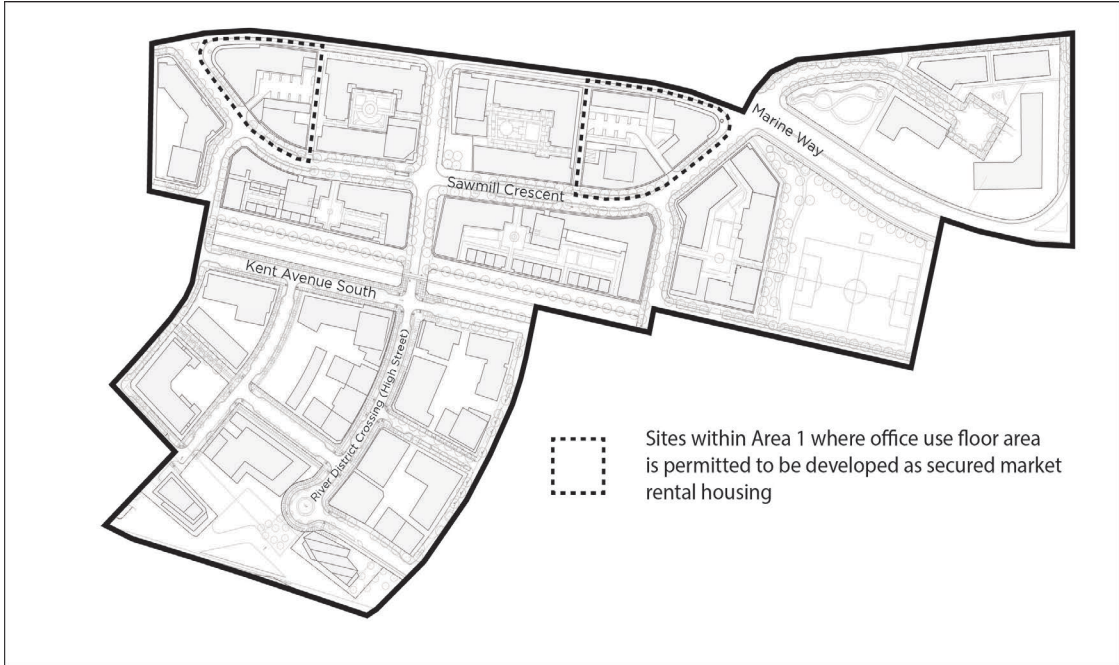 Marine Way
Sawmill Crescent
Kent Avenue South
River District Crossing (High Street)
Sites within Area 1 where office use floor area
is permitted to be developed as secured market
rental housing